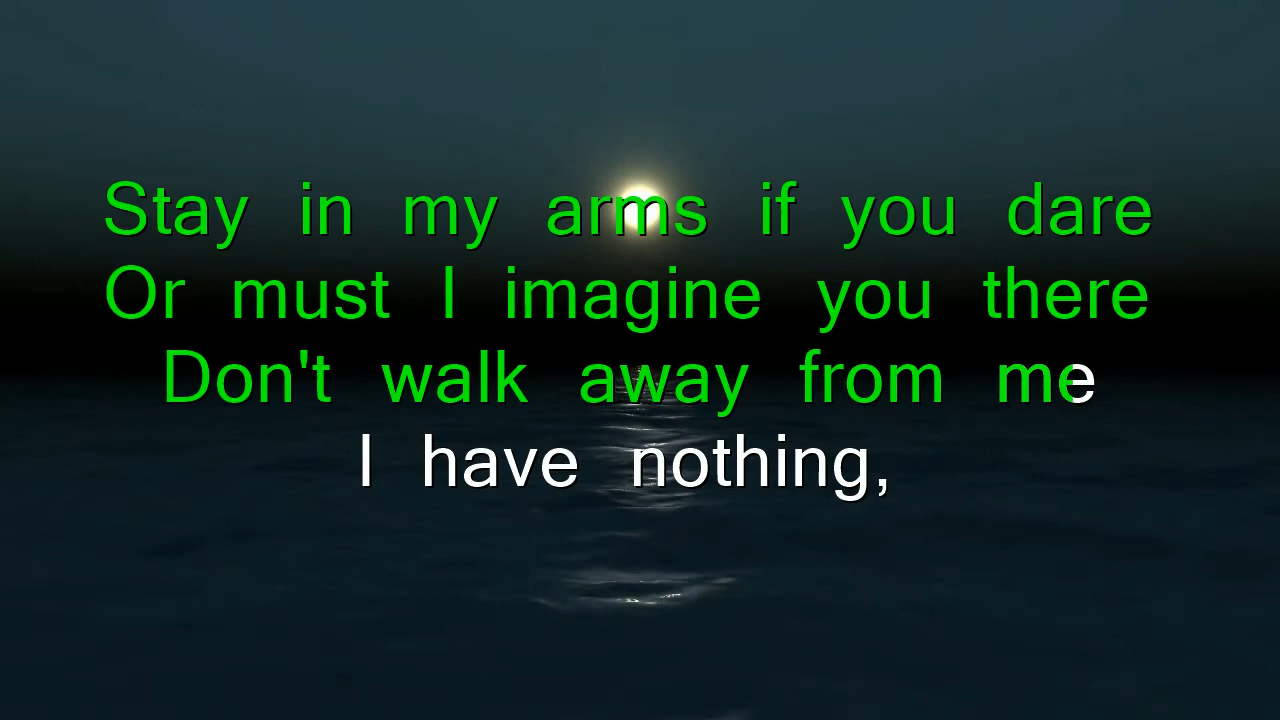 Stay in my arms if you dare
Or must I imagine you there
Don't walk away from me
I have nothing,